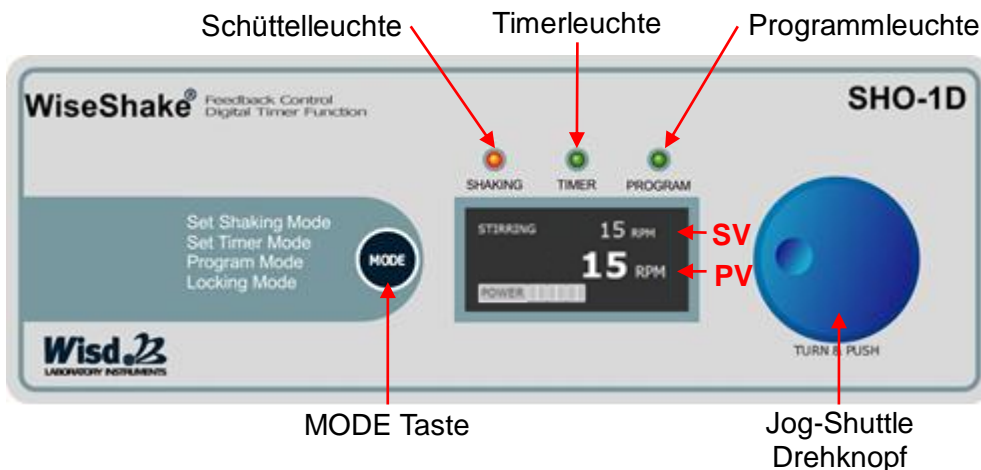 Schüttelleuchte Timerleuchte Programmleuchte
WiseShake® Feedback Control
Digital Timer Function
SHO-1D
SHAKING TIMER PROGRAM
Set Shaking Mode
Set Timer Mode
Program Mode
Locking Mode
MODE
STIRRING 15 RPM
SV
15 RPM
PV
POWER
TURN & PUSH
Wisd
LABORATORY INSTRUMENTS
MODE Taste
Jog-Shuttle
Drehknopf